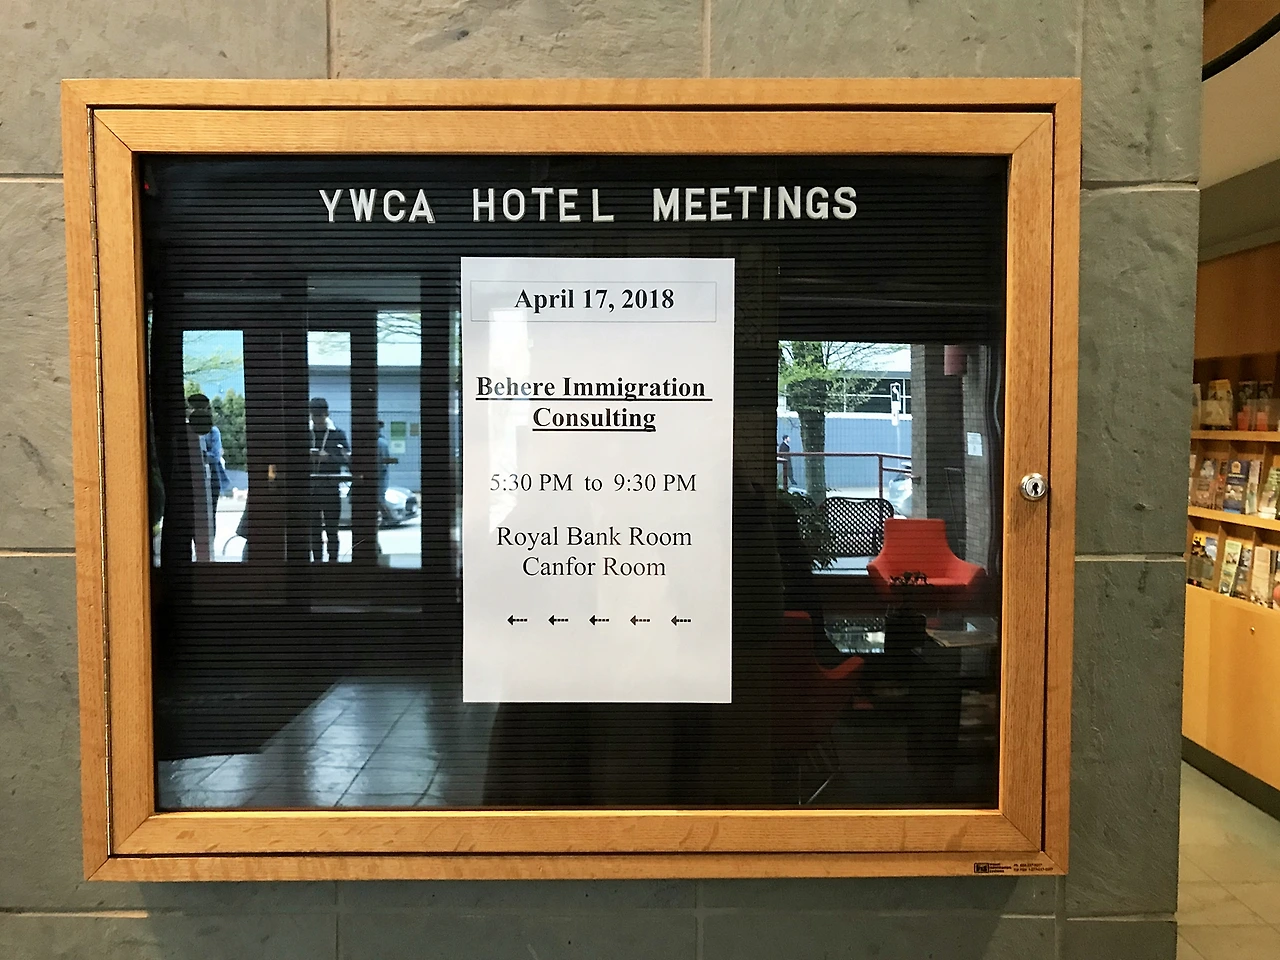 YWCA HOTEL MEETINGS
April 17, 2018
Behere Immigration
Consulting
5:30 PM to 9:30 PM
Royal Bank Room
Canfor Room